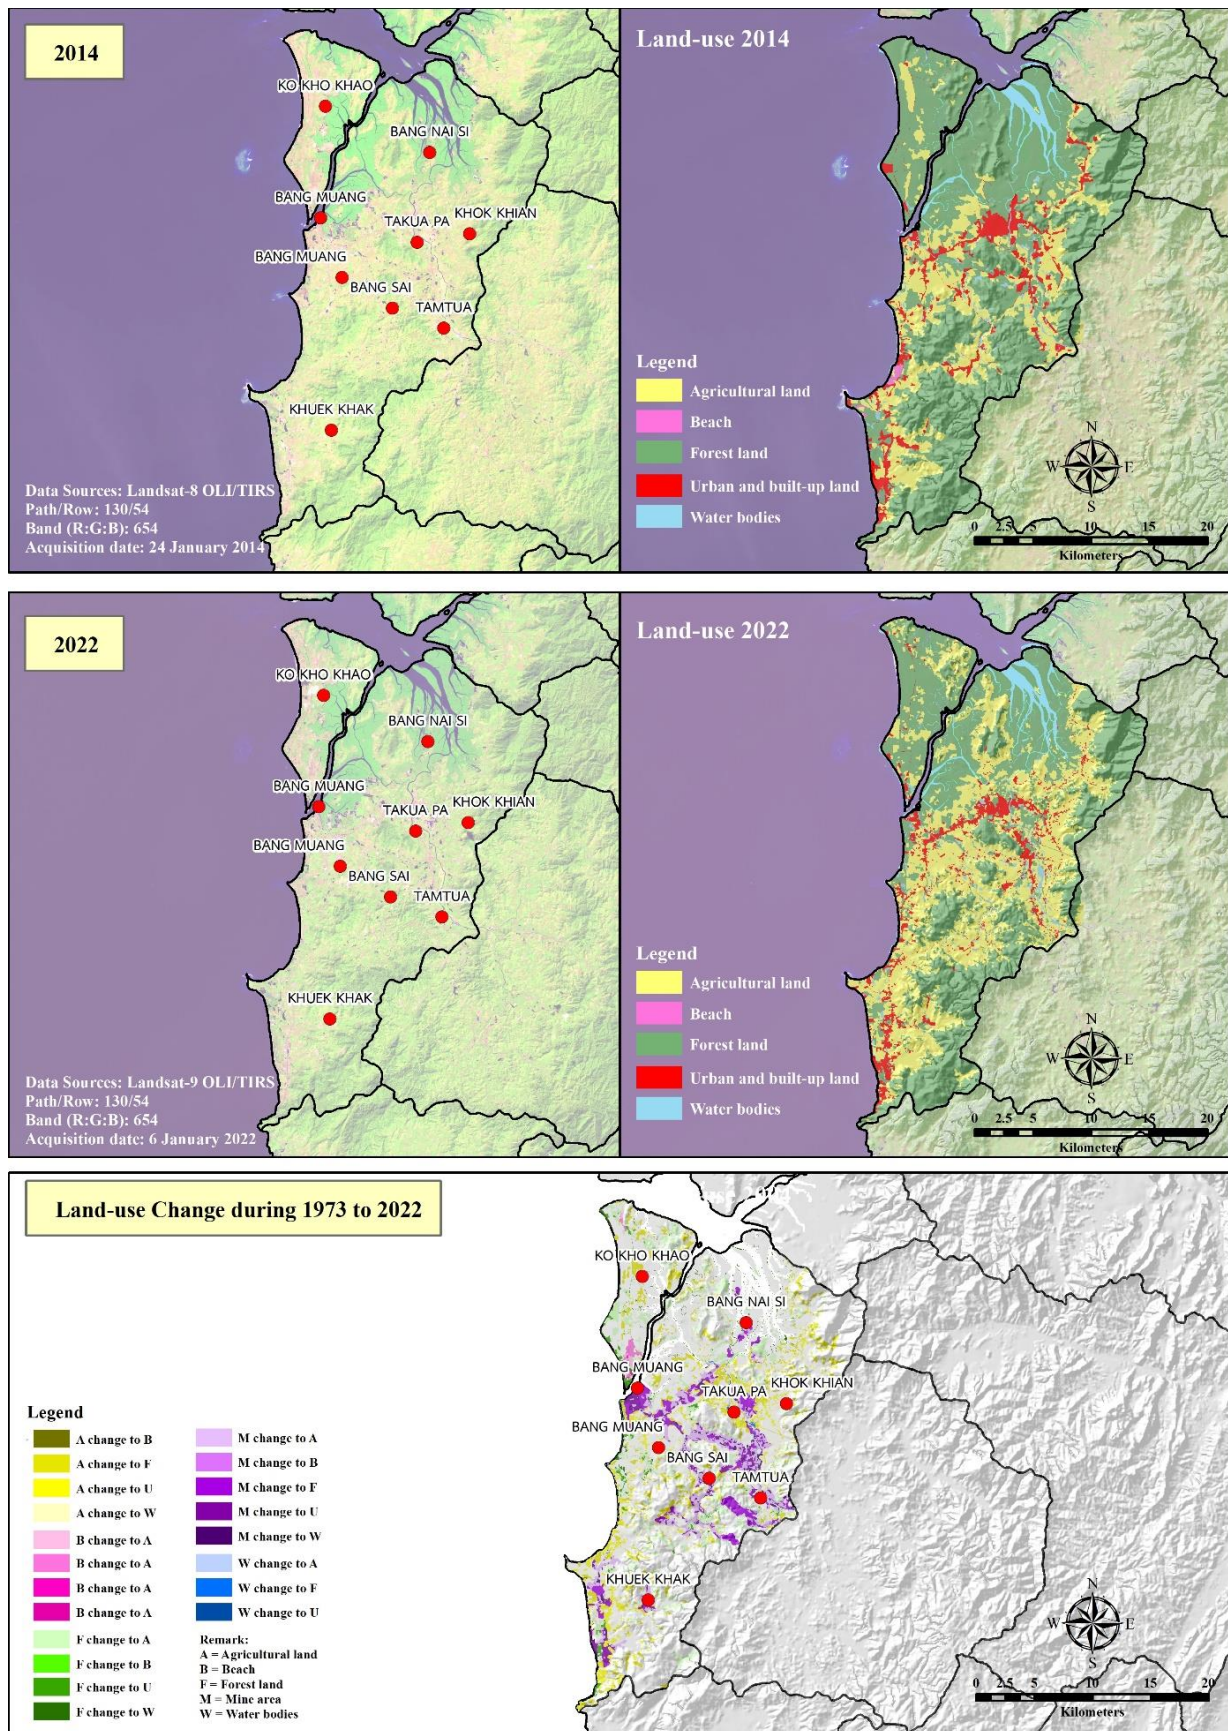 2014
KO KHO KHAO
BANG NAI SI
BANG MUANG
TAKUA PA
KHOK KHIAN
BANG MUANG
BANG SAI
TAMTUA
KHUEK KHAK
Data Sources: Landsat-8 OLI/TIRS
Path/Row: 130/54
Band (R:G:B): 654
Acquisition date: 24 January 2014
Land-use 2014
Legend
Agricultural land
Beach
Forest land
Urban and built-up land
Water bodies
N
W E
S
0 2.5 5 10 15 20
Kilometers
2022
KO KHO KHAO
BANG NAI SI
BANG MUANG
TAKUA PA
KHOK KHIAN
BANG MUANG
BANG SAI
TAMTUA
KHUEK KHAK
Data Sources: Landsat-9 OLI/TIRS
Path/Row: 130/54
Band (R:G:B): 654
Acquisition date: 6 January 2022
Land-use 2022
Legend
Agricultural land
Beach
Forest land
Urban and built-up land
Water bodies
N
W E
S
0 2.5 5 10 15 20
Kilometers
Land-use Change during 1973 to 2022
KO KHO KHAO
BANG NAI SI
BANG MUANG
TAKUA PA
KHOK KHIAN
BANG MUANG
BANG SAI
TAMTUA
KHUEK KHAK
Legend
A change to B
A change to F
A change to U
A change to W
B change to A
B change to A
B change to A
B change to A
F change to A
F change to B
F change to U
F change to W
M change to A
M change to B
M change to F
M change to U
M change to W
W change to A
W change to F
W change to U
Remark:
A = Agricultural land
B = Beach
F = Forest land
M = Mine area
W = Water bodies
N
W E
S
0 2.5 5 10 15 20
Kilometers